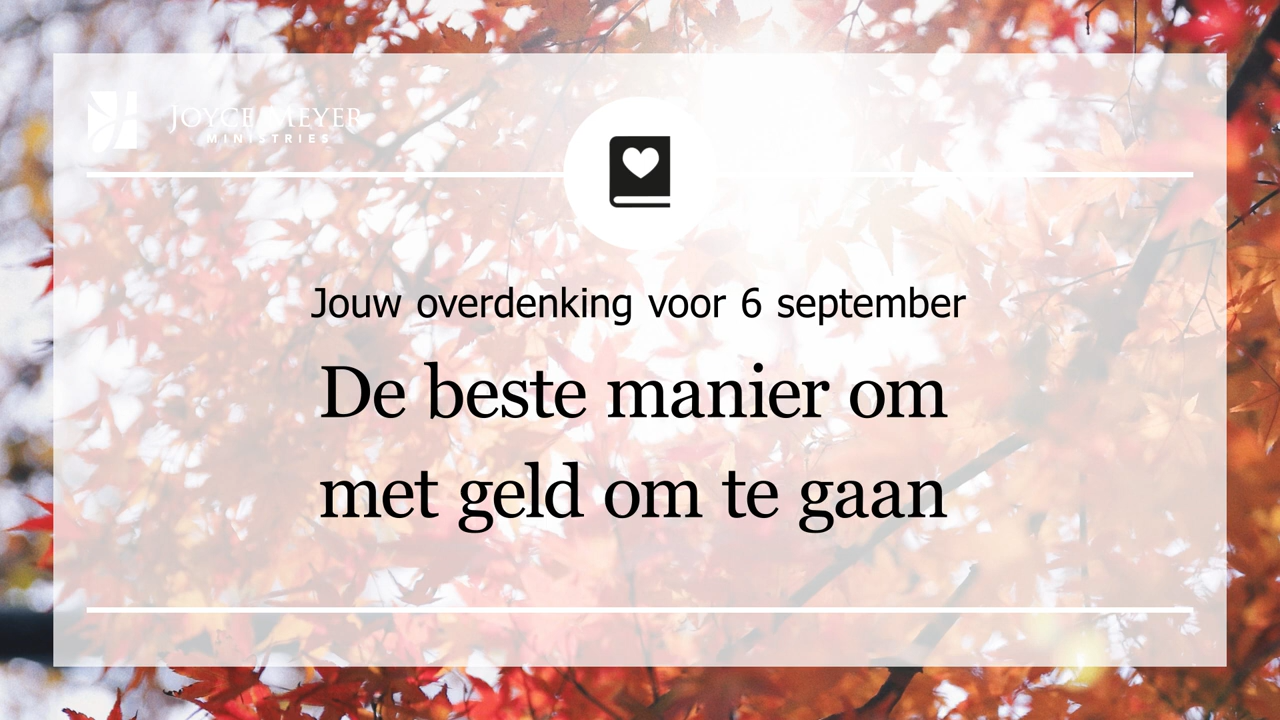 JOYCE MEYER
MINISTRIES
Jouw overdenking voor 6 september
De beste manier om
met geld om te gaan